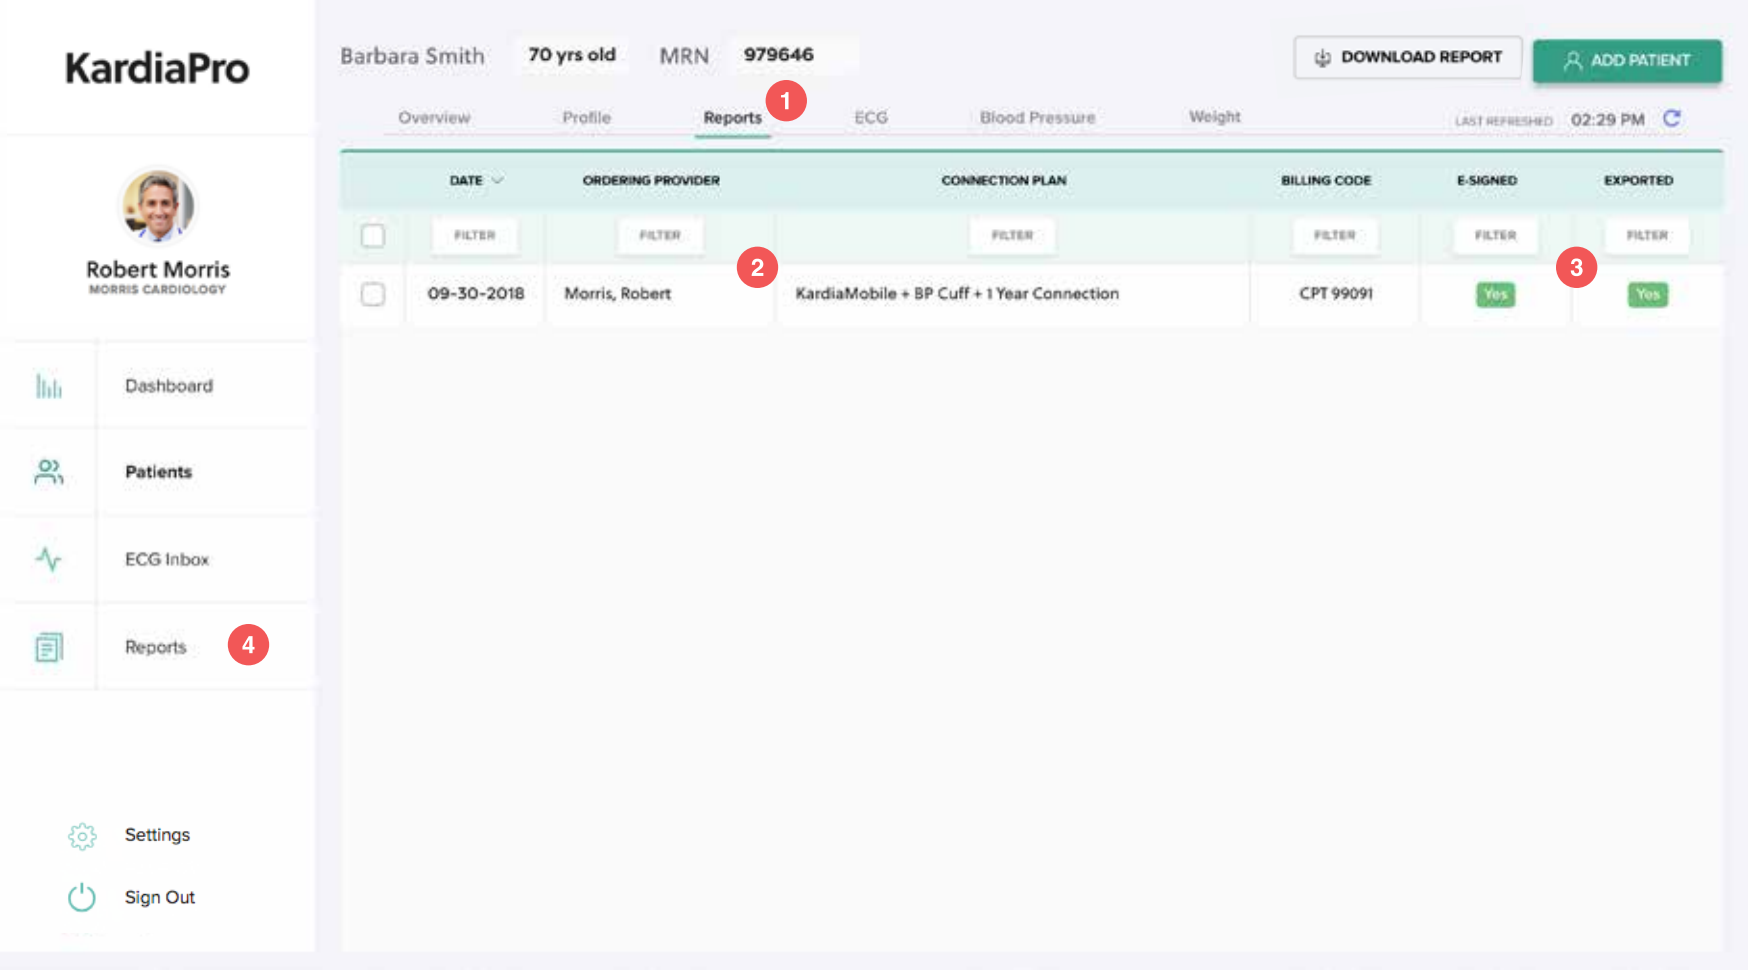 KardiaPro
Barbara Smith 70 yrs old MRN 979646
DOWNLOAD REPORT
ADD PATIENT
Overview Profile Reports 1 ECG Blood Pressure Weight
LAST REFRESHED 02:29 PM
Robert Morris
MORRIS CARDIOLOGY
Dashboard
Patients
ECG Inbox
Reports 4
Settings
Sign Out
DATE ORDERING PROVIDER CONNECTION PLAN BILLING CODE E-SIGNED EXPORTED
FILTER FILTER FILTER FILTER FILTER FILTER
2 3
09-30-2018 Morris, Robert KardiaMobile + BP Cuff + 1 Year Connection CPT 99091 Yes Yes